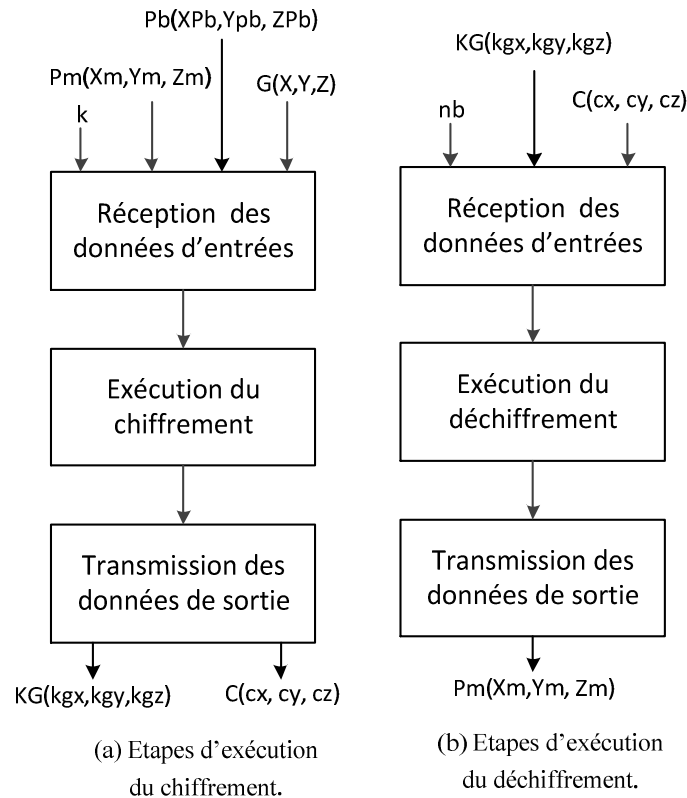 Pb(XPb,Ypb, ZPb)
Pm(Xm,Ym, Zm)
G(X,Y,Z)
k
Réception des
données d'entrées
Exécution du
chiffrement
Transmission des
données de sortie
KG(kgx,kgy,kgz)
C(cx, cy, cz)
(a) Etapes d'exécution
du chiffrement.
KG(kgx,kgy,kgz)
nb
C(cx, cy, cz)
Réception des
données d'entrées
Exécution du
déchiffrement
Transmission des
données de sortie
Pm(Xm,Ym, Zm)
(b) Etapes d'exécution
du déchiffrement.